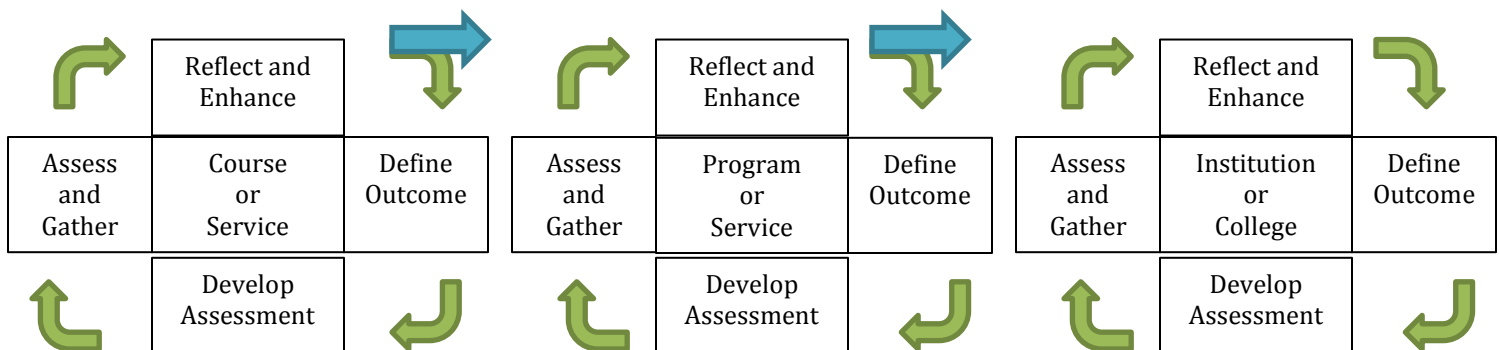 Reflect and
Enhance
Assess
and
Gather
Course
or
Service
Define
Outcome
Develop
Assessment
Reflect and
Enhance
Assess
and
Gather
Program
or
Service
Define
Outcome
Develop
Assessment
Reflect and
Enhance
Assess
and
Gather
Institution
or
College
Define
Outcome
Develop
Assessment